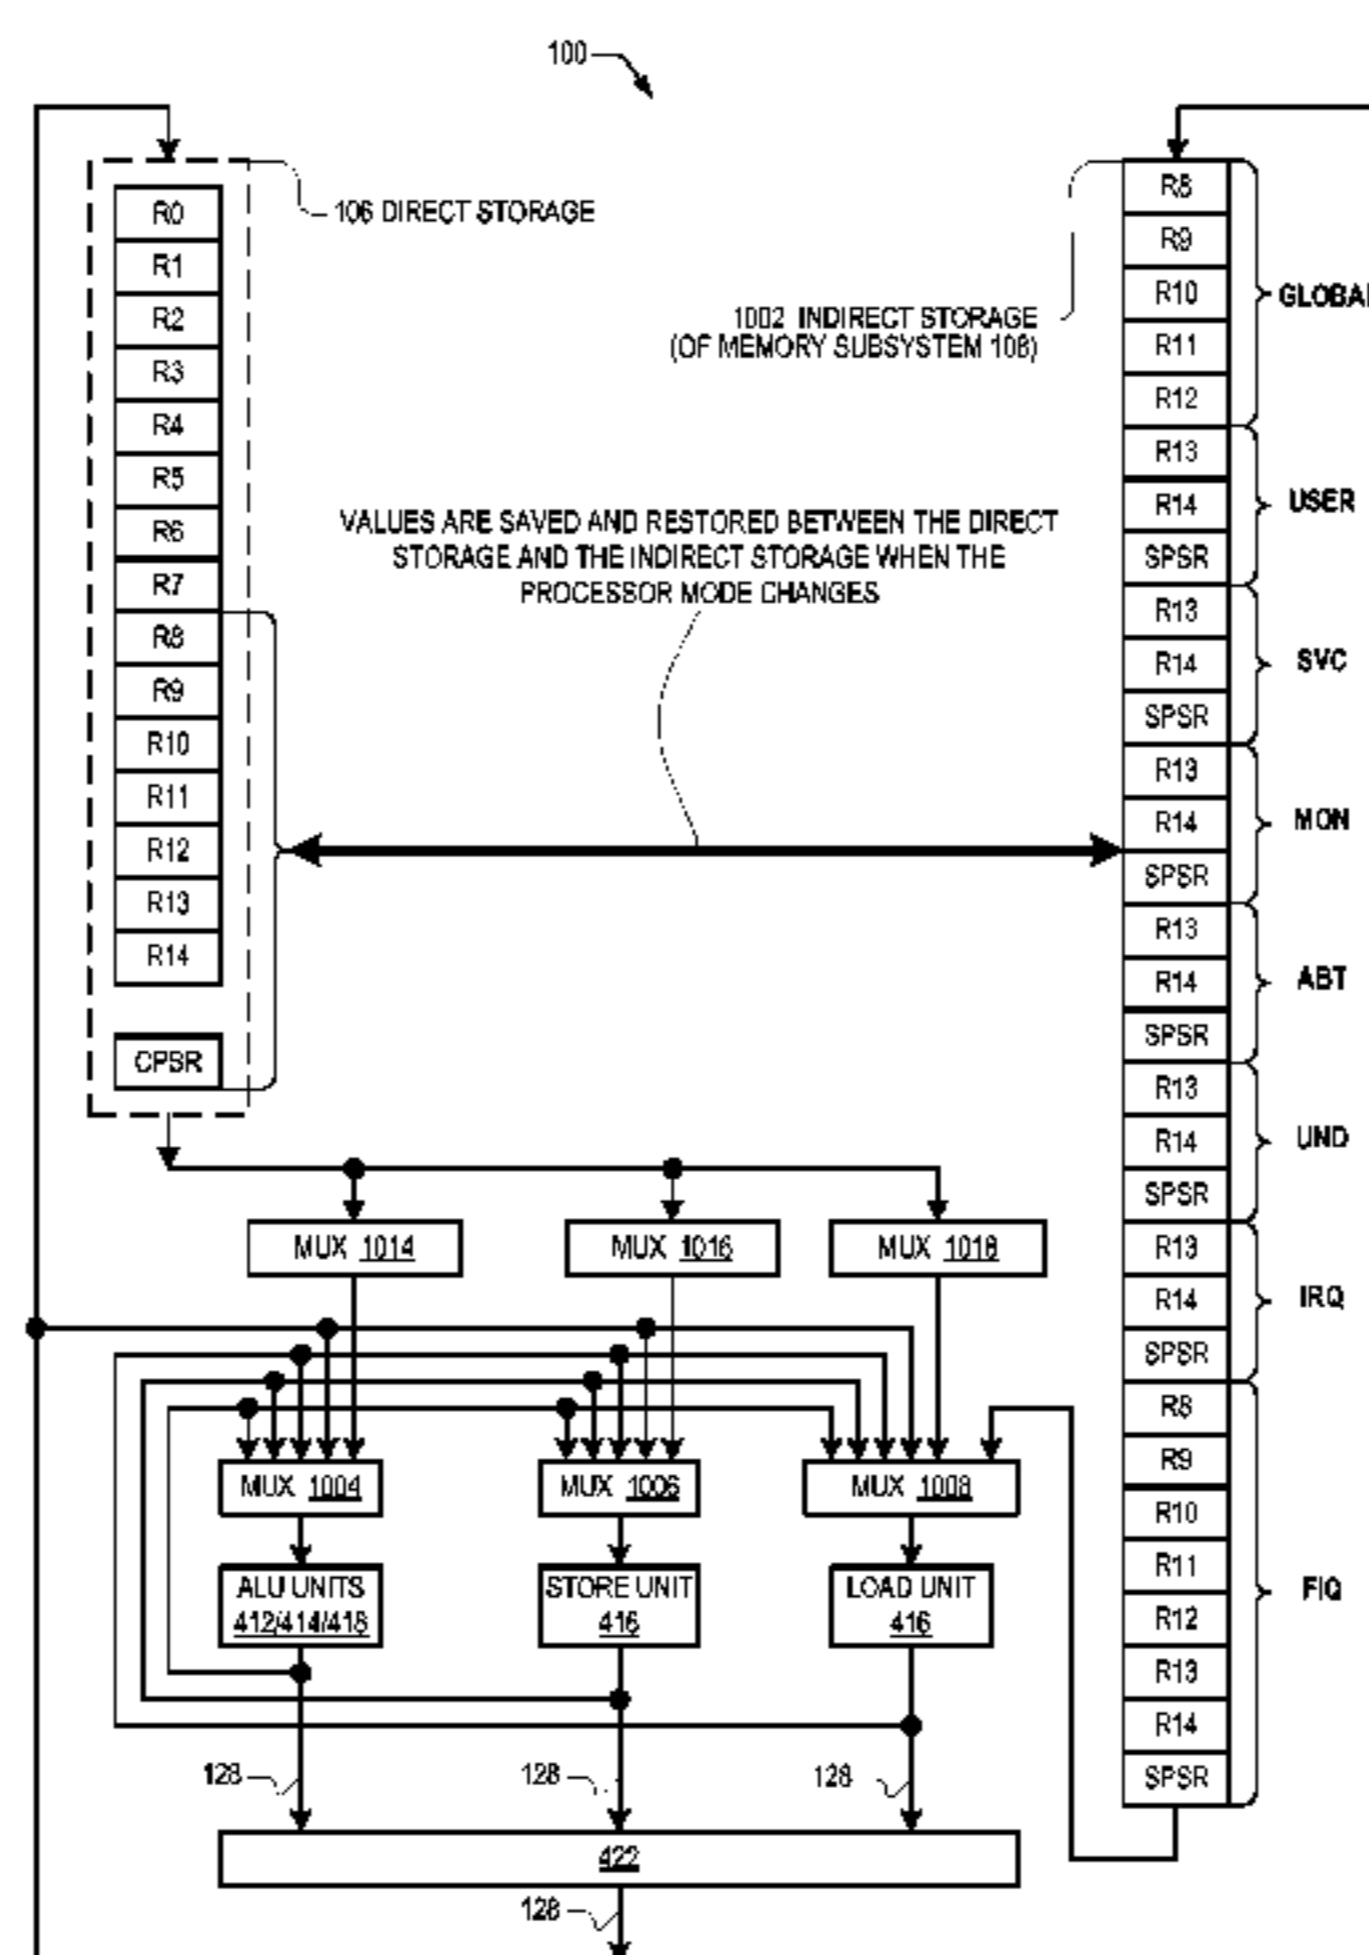 100
106 DIRECT STORAGE
R0
R1
R2
R3
R4
R5
R6
R7
R8
R9
R10
R11
R12
R13
R14
CPSR
1002 INDIRECT STORAGE
(OF MEMORY SUBSYSTEM 108)
VALUES ARE SAVED AND RESTORED BETWEEN THE DIRECT
STORAGE AND THE INDIRECT STORAGE WHEN THE
PROCESSOR MODE CHANGES
R8
R9
R10
R11
R12
GLOBAL
R13
R14
SPSR
USER
R13
R14
SPSR
SVC
R13
R14
SPSR
MON
R13
R14
SPSR
ABT
R13
R14
SPSR
UND
R13
R14
SPSR
IRQ
R8
R9
R10
R11
R12
R13
R14
SPSR
FIQ
MUX 1014
MUX 1016
MUX 1018
MUX 1004
MUX 1006
MUX 1008
ALU UNITS
412/414/418
STORE UNIT
416
LOAD UNIT
416
128
128
128
422
128